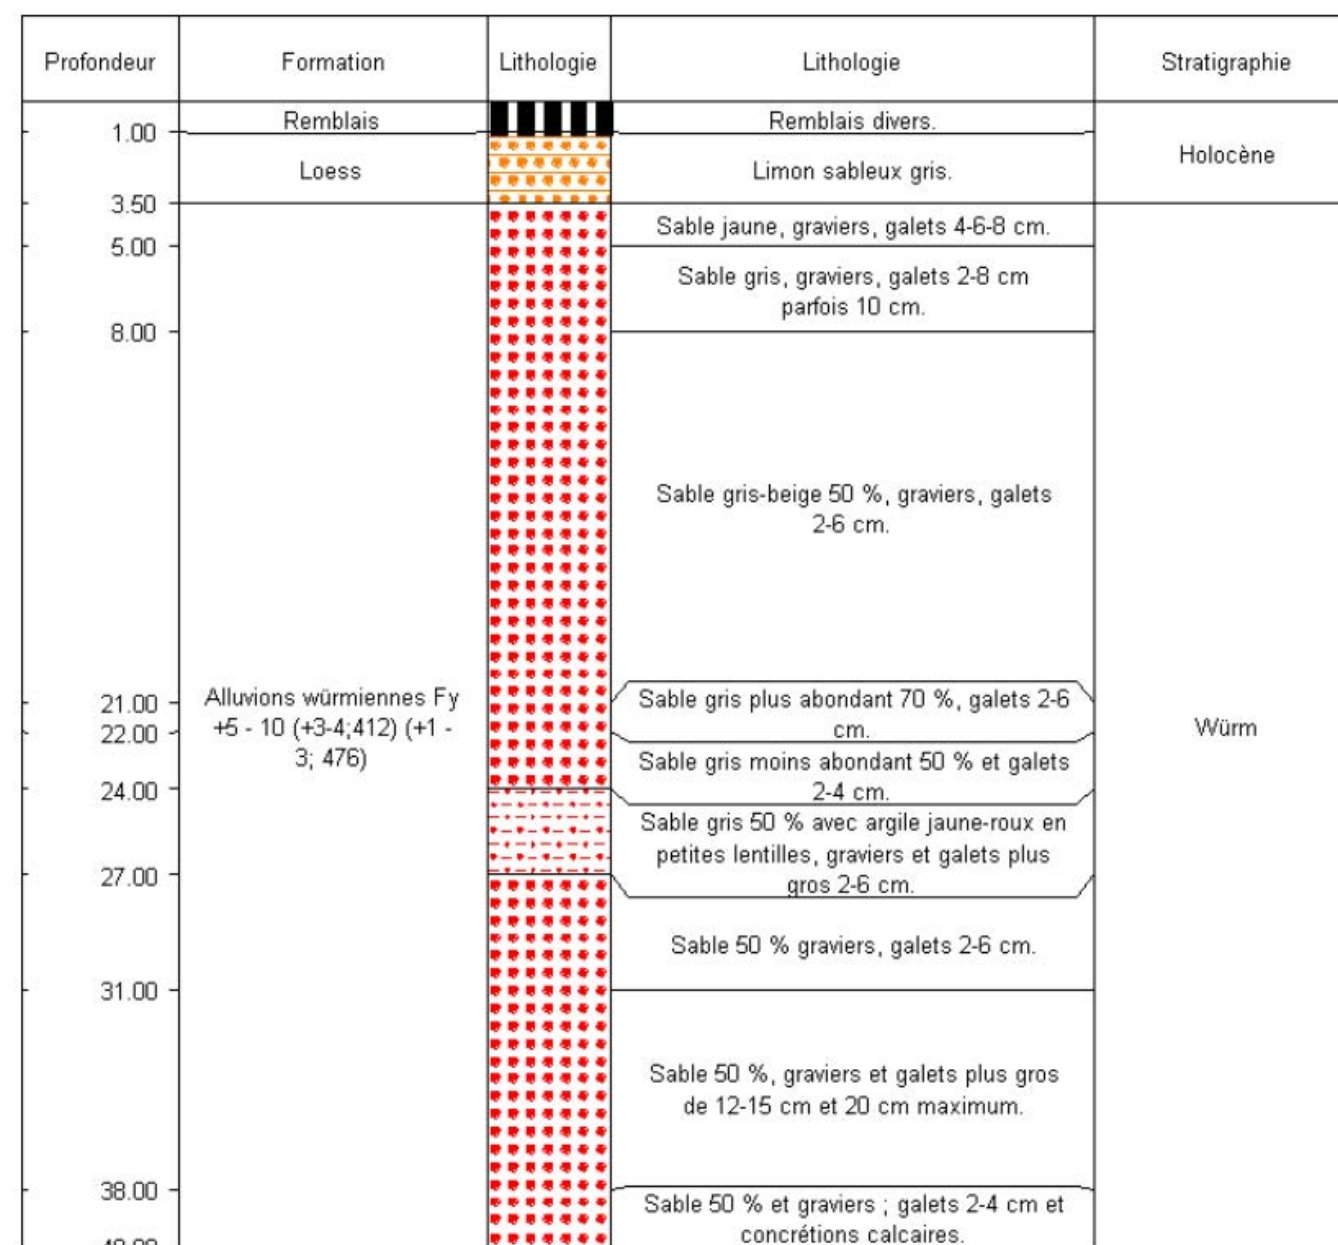 Profondeur
Formation
Lithologie
Lithologie
Stratigraphie
Remblais
Remblais divers.
1.00
Holocène
Loess
Limon sableux gris.
3.50
Sable jaune, graviers, galets 4-6-8 cm.
5.00
Sable gris, graviers, galets 2-8 cm
parfois 10 cm.
8.00
Sable gris-beige 50 %, graviers, galets
2-6 cm.
Alluvions würmiennes Fy
+5 - 10 (+3-4;412) (+1 -
3; 476)
21.00
Sable gris plus abondant 70 %, galets 2-6
cm.
Würm
22.00
Sable gris moins abondant 50 % et galets
2-4 cm.
24.00
Sable gris 50 % avec argile jaune-roux en
petites lentilles, graviers et galets plus
gros 2-6 cm.
27.00
Sable 50 % graviers, galets 2-6 cm.
31.00
Sable 50 %, graviers et galets plus gros
de 12-15 cm et 20 cm maximum.
38.00
Sable 50 % et graviers ; galets 2-4 cm et
concrétions calcaires.